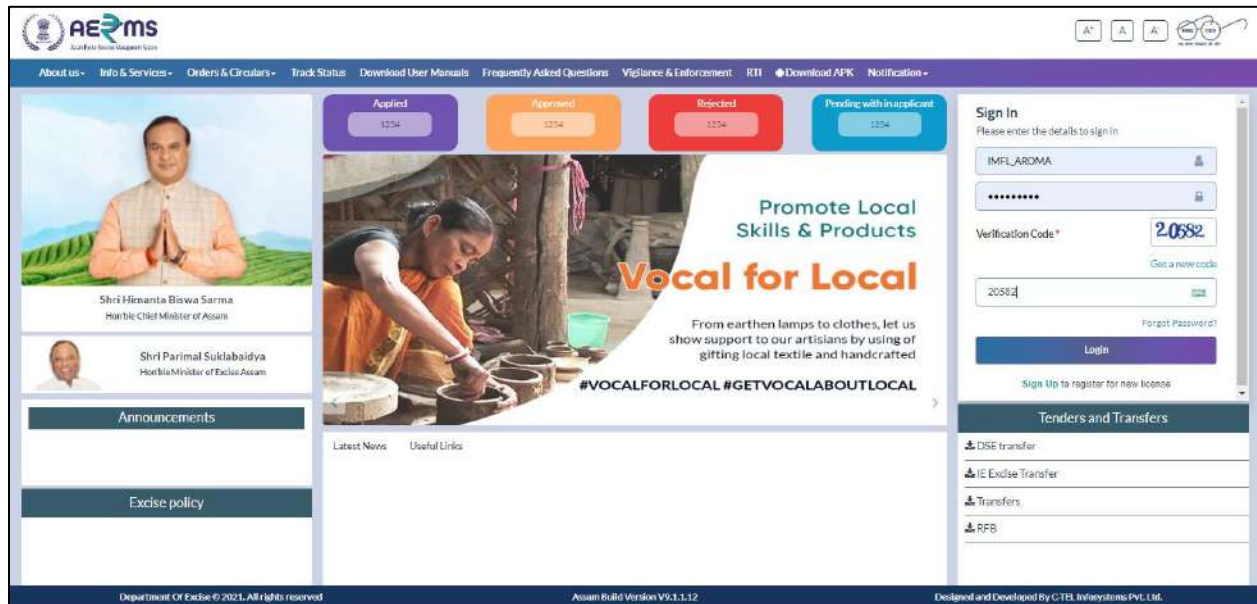 AERMS
A+ A A-
About us Info & Services Orders & Circulars Track Status Download User Manuals Frequently Asked Questions Vigilance & Enforcement RTI Download APK Notification
Shri Himanta Biswa Sarma
Hon'ble Chief Minister of Assam
Shri Parimal Suklabaidya
Hon'ble Minister of Excise Assam
Announcements
Excise policy
Applied
1234
Approved
1234
Rejected
1234
Pending with in applicant
1234
Promote Local
Skills & Products
Vocal for Local
From earthen lamps to clothes, let us
show support to our artisians by using of
gifting local textile and handcrafted
#VOCALFORLOCAL #GETVOCALABOUTLOCAL
Latest News Useful Links
Sign In
Please enter the details to sign in
IMFL_AROMA
•••••••••
Verification Code *
20582
Get a new code
20582
Forgot Password?
Login
Sign Up to register for new license
Tenders and Transfers
DSE transfer
IE Excise Transfer
Transfers
RFB
Department Of Excise © 2021. All rights reserved
Assam Build Version V9.1.1.12
Designed and Developed By C-TEL Infosystems Pvt. Ltd.